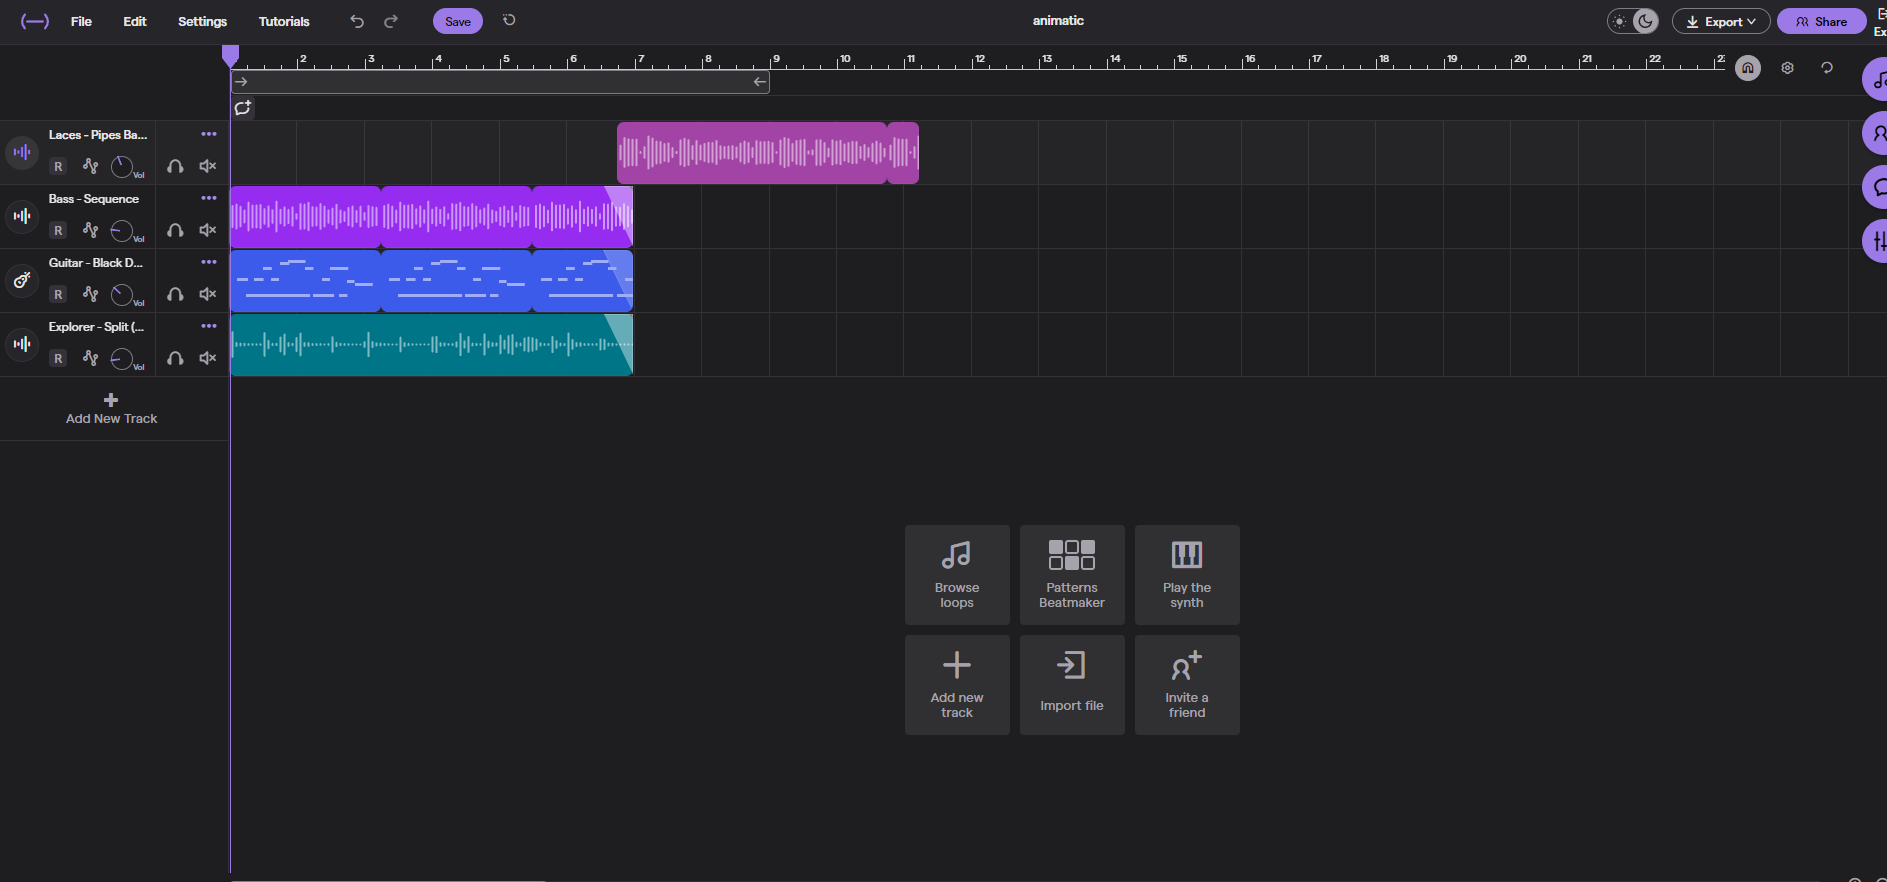 File Edit Settings Tutorials Save animatic Export Share Ex
2 3 4 5 6 7 8 9 10 11 12 13 14 15 16 17 18 19 20 21 22
Laces - Pipes Ba...
R Vol
Bass - Sequence
R Vol
Guitar - Black D...
R Vol
Explorer - Split (...
R Vol
Add New Track
Browse
loops
Patterns
Beatmaker
Play the
synth
Add new
track
Import file
Invite a
friend